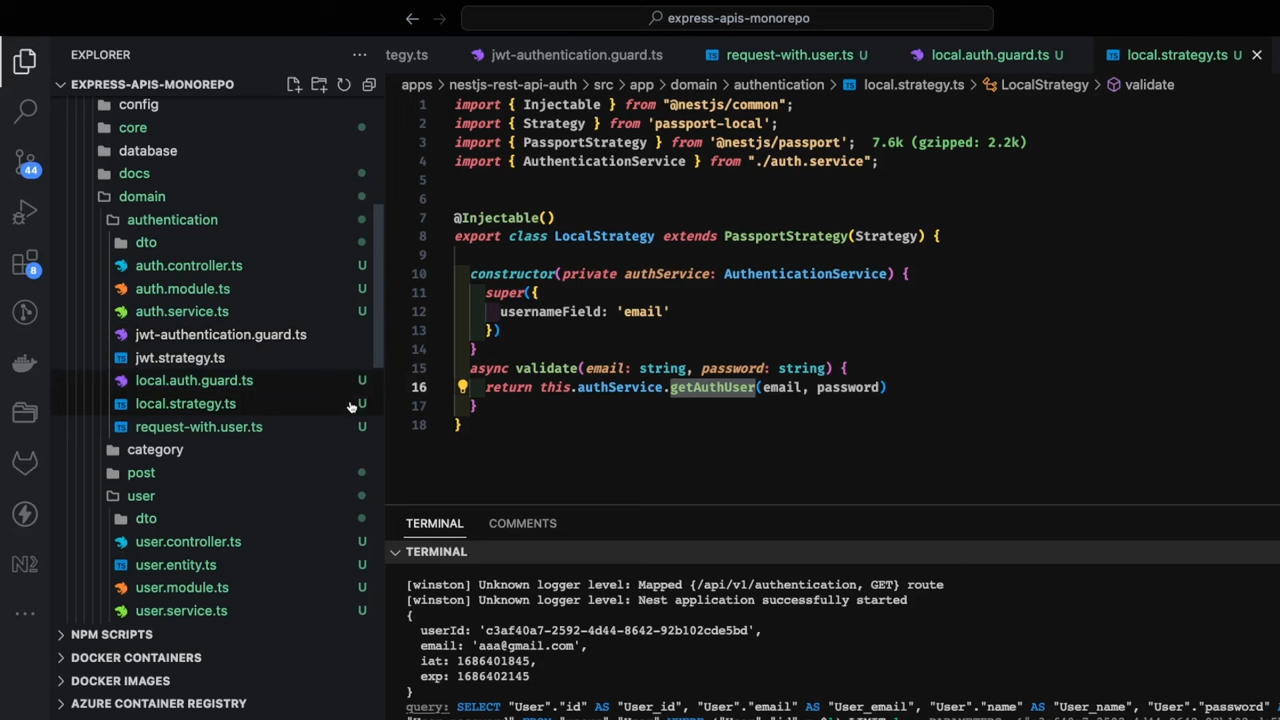 express-apis-monorepo
EXPLORER
EXPRESS-APIS-MONOREPO
config
core
database
docs
domain
authentication
dto
auth.controller.ts U
auth.module.ts U
auth.service.ts U
jwt-authentication.guard.ts
jwt.strategy.ts
local.auth.guard.ts U
local.strategy.ts U
request-with.user.ts U
category
post
user
dto
user.controller.ts U
user.entity.ts U
user.module.ts U
user.service.ts U
NPM SCRIPTS
DOCKER CONTAINERS
DOCKER IMAGES
AZURE CONTAINER REGISTRY
44
8
tegy.ts jwt-authentication.guard.ts request-with.user.ts U local.auth.guard.ts U local.strategy.ts U
apps > nestjs-rest-api-auth > src > app > domain > authentication > local.strategy.ts > LocalStrategy > validate
1 import { Injectable } from "@nestjs/common";
2 import { Strategy } from 'passport-local';
3 import { PassportStrategy } from '@nestjs/passport'; 7.6k (gzipped: 2.2k)
4 import { AuthenticationService } from "./auth.service";
5
6
7 @Injectable()
8 export class LocalStrategy extends PassportStrategy(Strategy) {
9
10 constructor(private authService: AuthenticationService) {
11 super({
12 usernameField: 'email'
13 })
14 }
15 async validate(email: string, password: string) {
16 return this.authService.getAuthUser(email, password)
17 }
18 }
TERMINAL COMMENTS
TERMINAL
[winston] Unknown logger level: Mapped {/api/v1/authentication, GET} route
[winston] Unknown logger level: Nest application successfully started
{
userId: 'c3af40a7-2592-4d44-8642-92b102cde5bd',
email: 'aaa@gmail.com',
iat: 1686401845,
exp: 1686402145
}
query: SELECT "User"."id" AS "User_id", "User"."email" AS "User_email", "User"."name" AS "User_name", "User"."password"